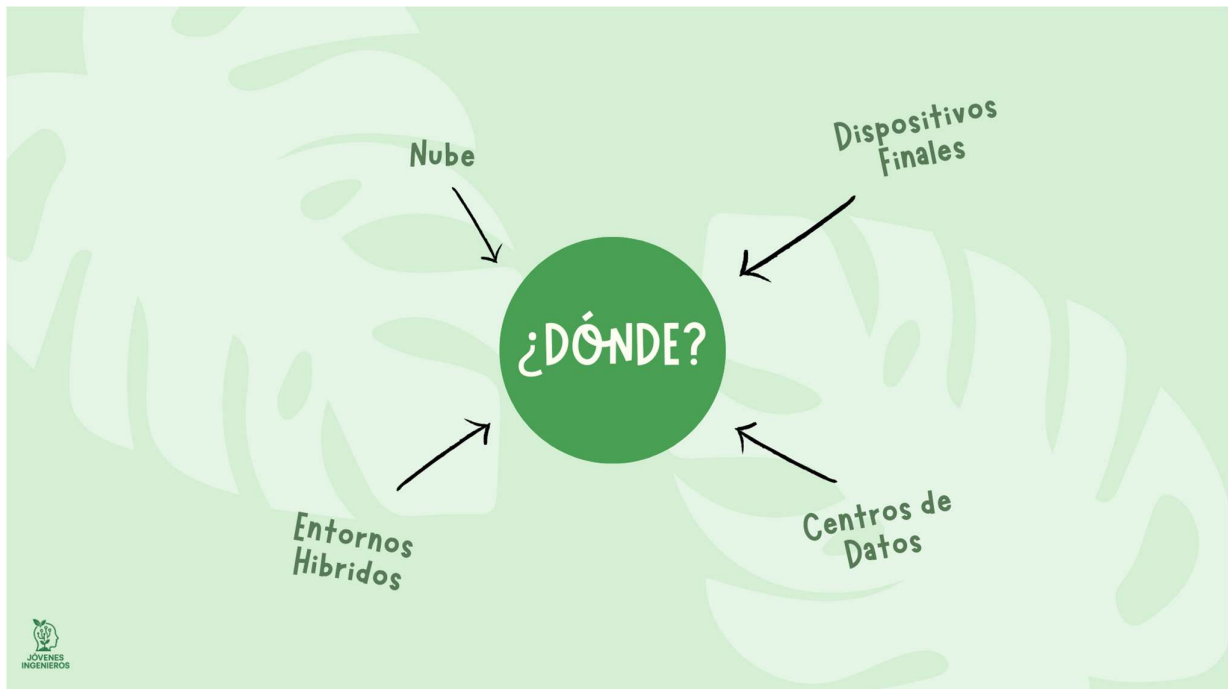 Nube
Dispositivos
Finales
¿DÓNDE?
Entornos
Hibridos
Centros de
Datos
JÓVENES
INGENIEROS